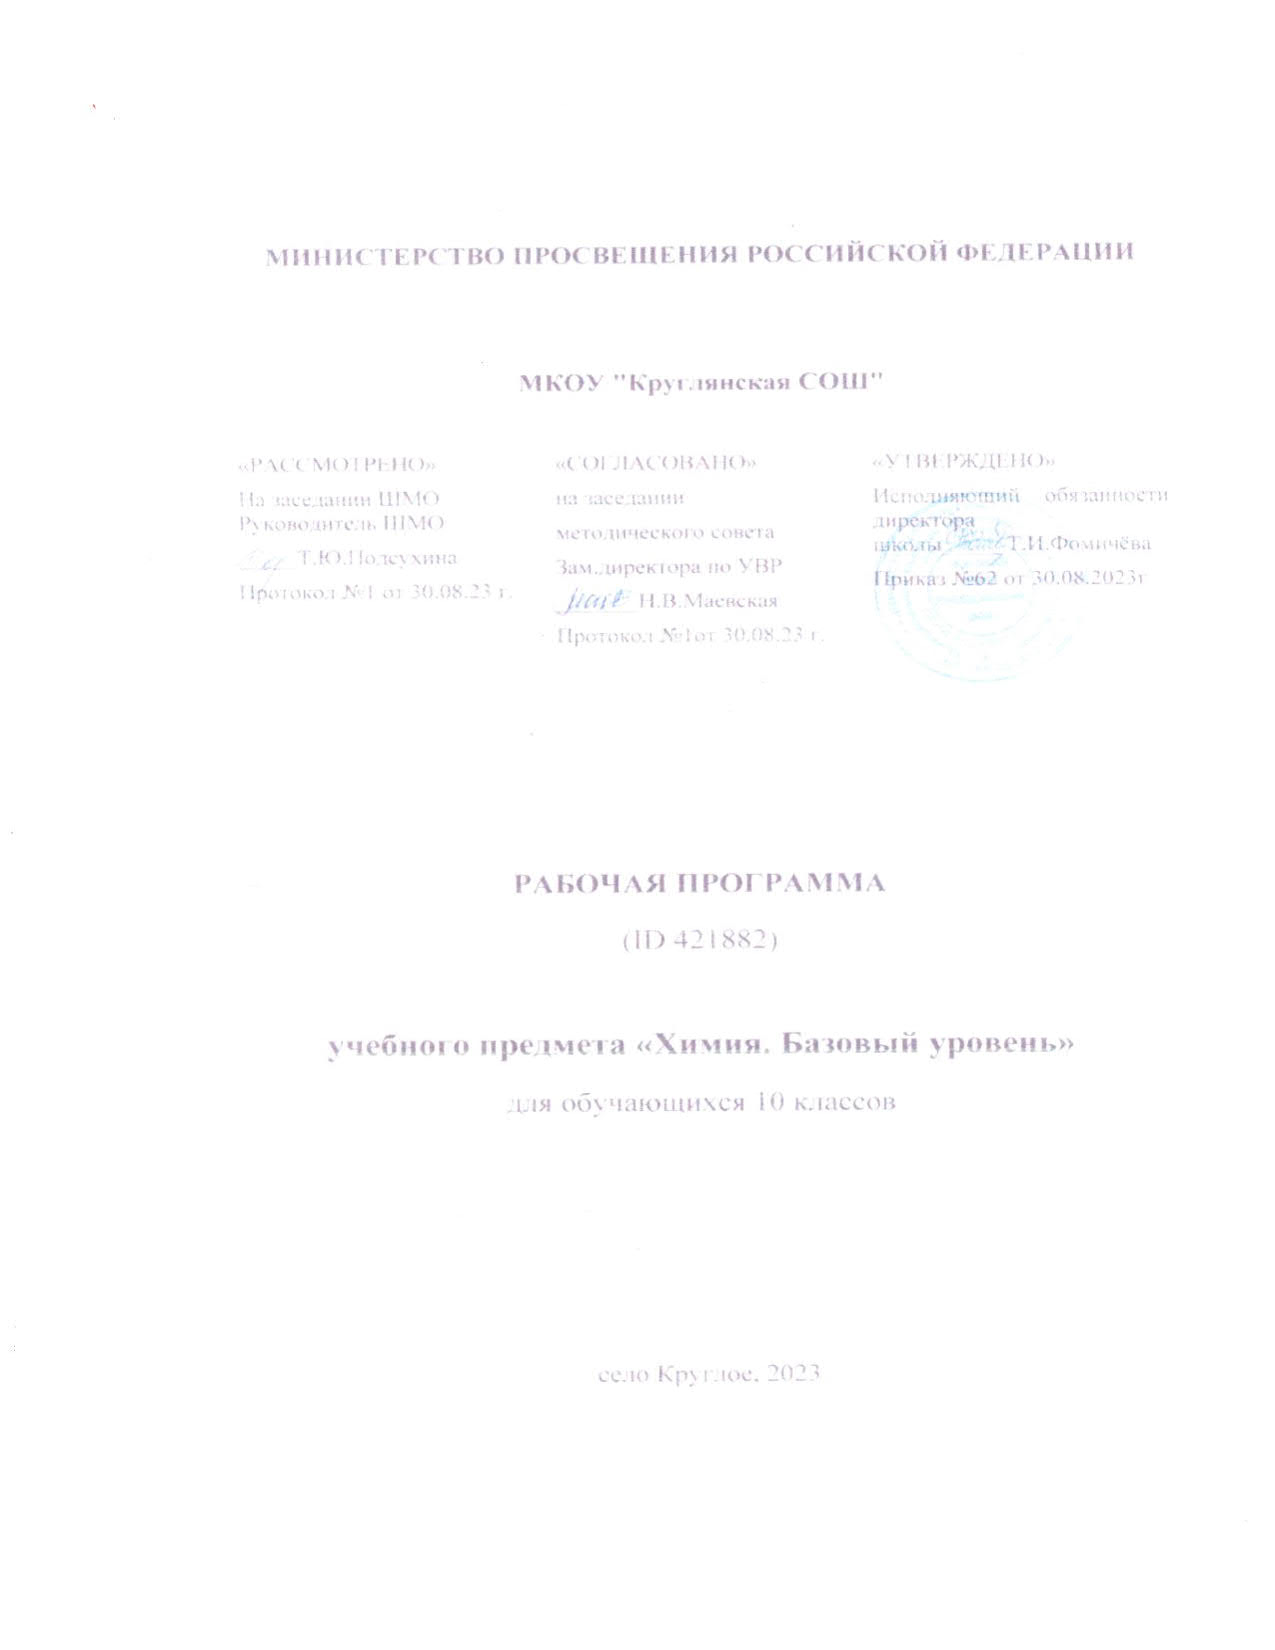 МИНИСТЕРСТВО ПРОСВЕЩЕНИЯ РОССИЙСКОЙ ФЕДЕРАЦИИ
МКОУ "Круглянская СОШ"
«РАССМОТРЕНО»
На заседании ШМО
Руководитель ШМО
Т.Ю.Подсухина
Протокол №1 от 30.08.23 г.
«СОГЛАСОВАНО»
на заседании
методического совета
Зам.директора по УВР
Н.В.Маевская
Протокол №1от 30.08.23 г.
«УТВЕРЖДЕНО»
Исполняющий обязанности
директора
школы Т.И.Фомичёва
Приказ №62 от 30.08.2023г
РАБОЧАЯ ПРОГРАММА
(ID 421882)
учебного предмета «Химия. Базовый уровень»
для обучающихся 10 классов
село Круглое, 2023